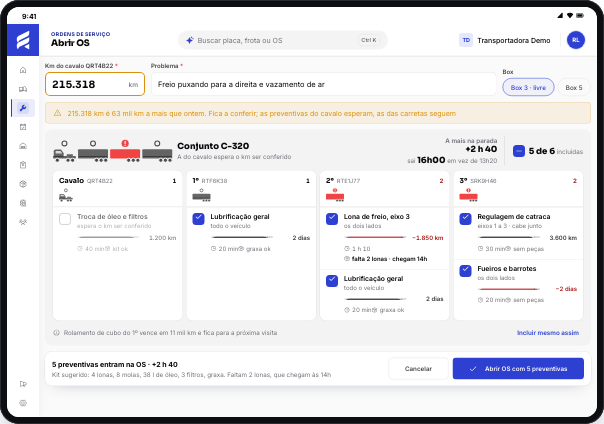 9:41
ORDENS DE SERVIÇO
Abrir OS
Buscar placa, frota ou OS
Ctrl K
TD
Transportadora Demo
RL
Km do cavalo QRT4B22 *
Problema *
Box
215.318 km
Freio puxando para a direita e vazamento de ar
Box 3 · livre
Box 5
215.318 km é 63 mil km a mais que ontem. Fica a conferir; as preventivas do cavalo esperam, as das carretas seguem
Conjunto C-320
A do cavalo espera o km ser conferido
A mais na parada
+2 h 40
sai 16h00 em vez de 13h20
5 de 6 incluídas
Cavalo QRT4B22 1
Troca de óleo e filtros
espera o km ser conferido
1.200 km
40 min
kit ok
1º 1
Lubrificação geral
todo o veículo
2 dias
20 min
graxa ok
2º RTE1J77 2
Lona de freio, eixo 3
os dois lados
−1.850 km
1 h 10
falta 2 lonas · chegam 14h
Lubrificação geral
todo o veículo
2 dias
20 min
graxa ok
3º SRK9H46 2
Regulagem de catraca
eixos 1 a 3 · cabe junto
3.600 km
30 min
sem peças
Fueiros e barrotes
os dois lados
−2 dias
20 min
sem peças
Rolamento de cubo do 1º vence em 11 mil km e fica para a próxima visita
Incluir mesmo assim
5 preventivas entram na OS · +2 h 40
Kit sugerido: 4 lonas, 8 molas, 36 l de óleo, 3 filtros, graxa. Faltam 2 lonas, que chegam às 14h
Cancelar
Abrir OS com 5 preventivas